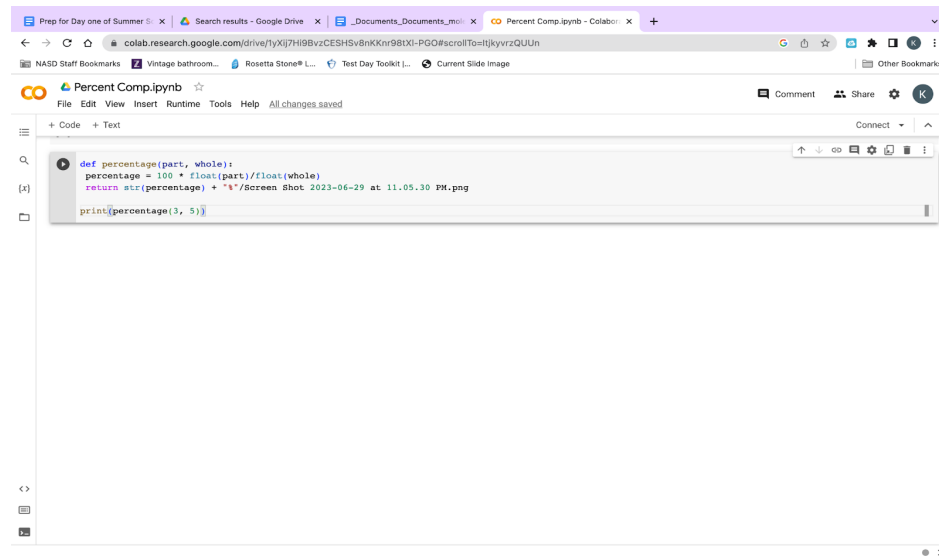 Prep for Day one of Summer Sc
Search results - Google Drive
_Documents_Documents_mole
Percent Comp.ipynb - Colabora
colab.research.google.com/drive/1yXij7Hi9BvzCESHSv8nKKnr98tXl-PGO#scrollTo=ltjkyvrzQUUn
NASD Staff Bookmarks
Vintage bathroom...
Rosetta Stone® L...
Test Day Toolkit |...
Current Slide Image
Other Bookmarks
CO
Percent Comp.ipynb
Comment
Share
K
File Edit View Insert Runtime Tools Help All changes saved
+ Code + Text
Connect
{x}
def percentage(part, whole):
percentage = 100 * float(part)/float(whole)
return str(percentage) + "%"/Screen Shot 2023-06-29 at 11.05.30 PM.png
print(percentage(3, 5))